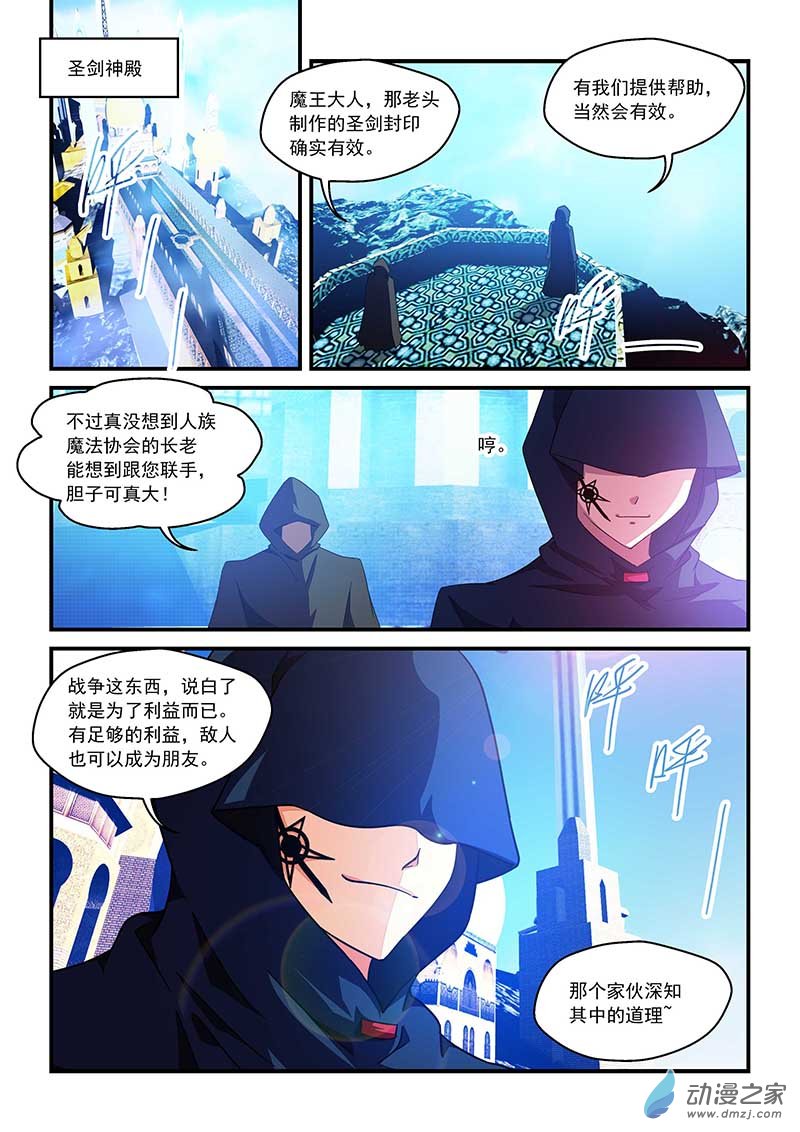 圣剑神殿
呼
魔王大人，那老头
制作的圣剑封印
确实有效。
有我们提供帮助，
当然会有效。
呼
不过真没想到人族
魔法协会的长老
能想到跟您联手，
胆子可真大！
哼。
战争这东西，说白了
就是为了利益而已。
有足够的利益，敌人
也可以成为朋友。
呼
呼
那个家伙深知
其中的道理~
动漫之家
www.dmzj.com